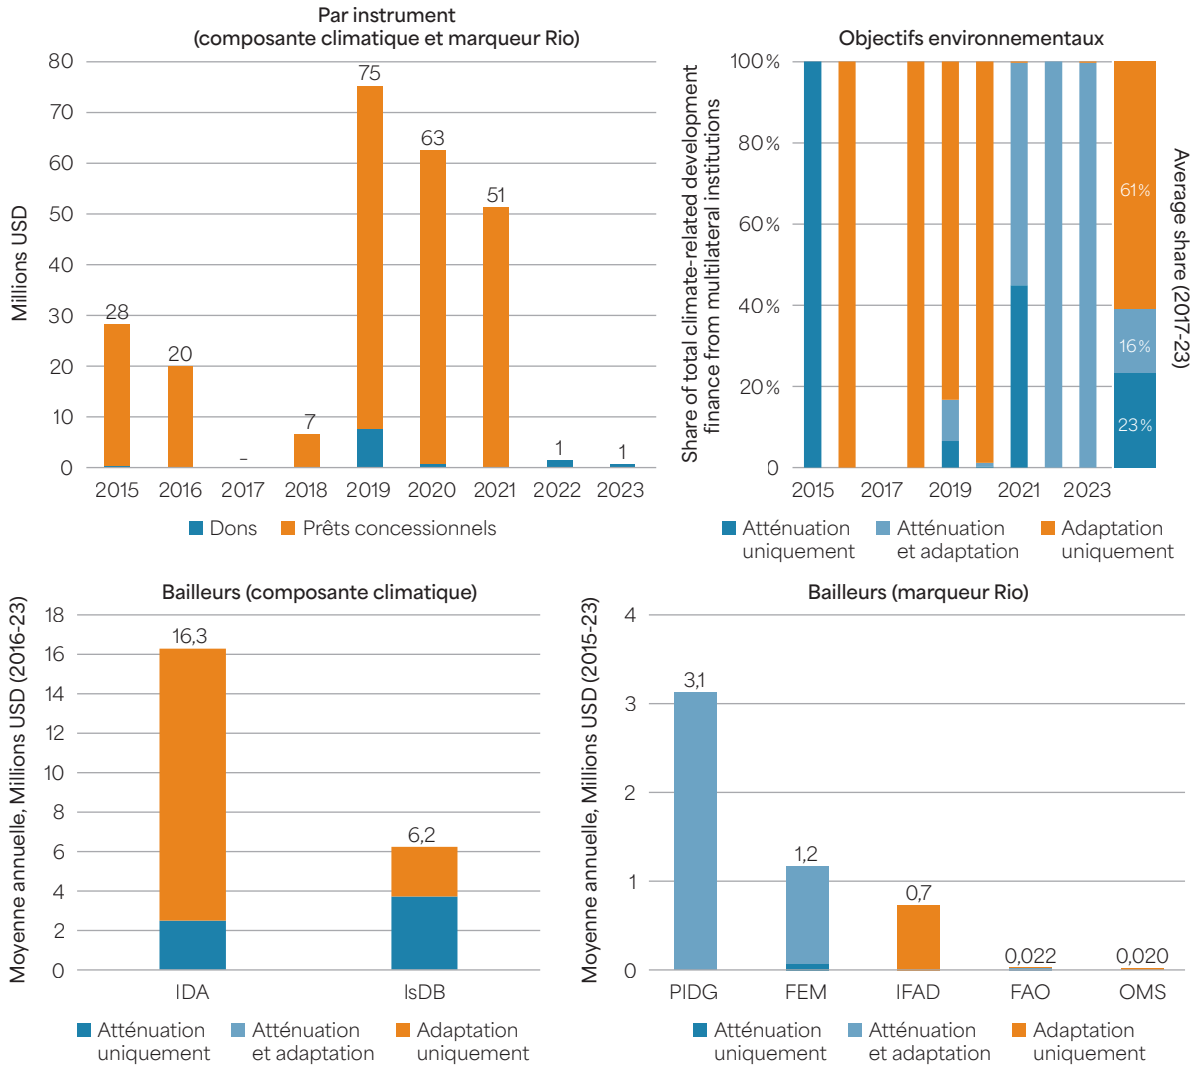 Par instrument
(composante climatique et marqueur Rio)
Millions USD
80
70
60
50
40
30
20
10
0
28
20
–
7
75
63
51
1
1
2015 2016 2017 2018 2019 2020 2021 2022 2023
Dons Prêts concessionnels
Objectifs environnementaux
Share of total climate-related development
finance from multilateral institutions
100%
80%
60%
40%
20%
0
61%
16%
23%
Average share (2017-23)
2015 2017 2019 2021 2023
Atténuation
uniquement
Atténuation
et adaptation
Adaptation
uniquement
Bailleurs (composante climatique)
Moyenne annuelle, Millions USD (2016-23)
18
16
14
12
10
8
6
4
2
0
16,3
6,2
IDA IsDB
Atténuation
uniquement
Atténuation
et adaptation
Adaptation
uniquement
Bailleurs (marqueur Rio)
Moyenne annuelle, Millions USD (2015-23)
4
3
2
1
0
3,1
1,2
0,7
0,022
0,020
PIDG FEM IFAD FAO OMS
Atténuation
uniquement
Atténuation
et adaptation
Adaptation
uniquement